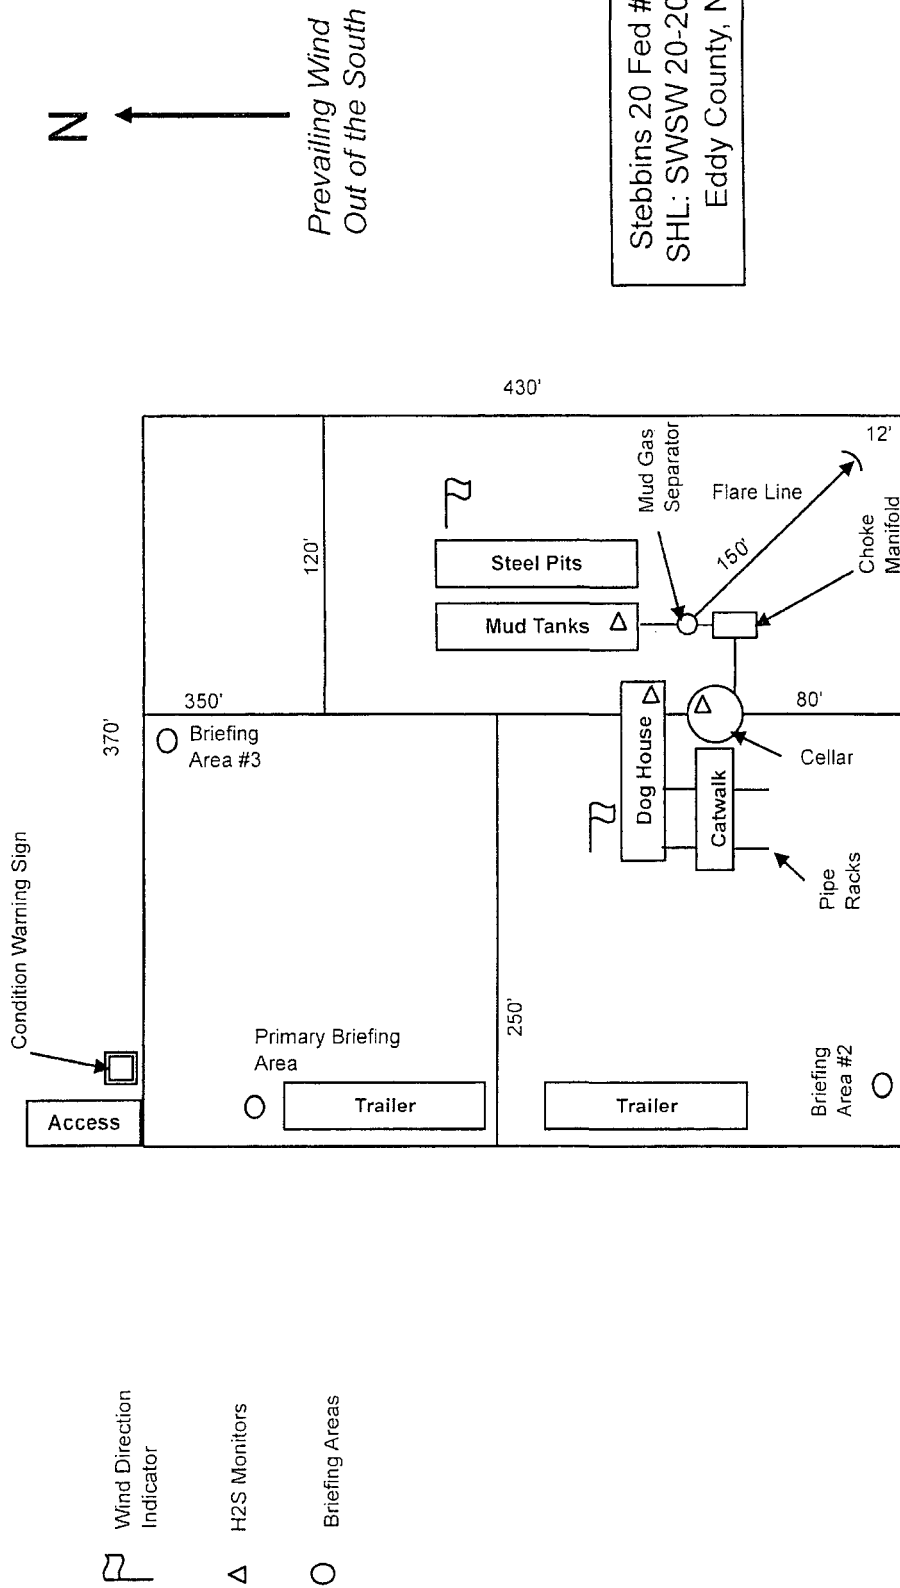 N
Prevailing Wind
Out of the South
Stebbins 20 Fed #
SHL: SWSW 20-20
Eddy County, N
430'
12'
120'
Steel Pits
Mud Tanks
Mud Gas
Separator
Flare Line
150'
Choke
Manifold
370'
350'
80'
Briefing
Area #3
Dog House
Catwalk
Cellar
Pipe
Racks
Condition Warning Sign
Access
Primary Briefing
Area
250'
Trailer
Trailer
Briefing
Area #2
Wind Direction
Indicator
H2S Monitors
Briefing Areas